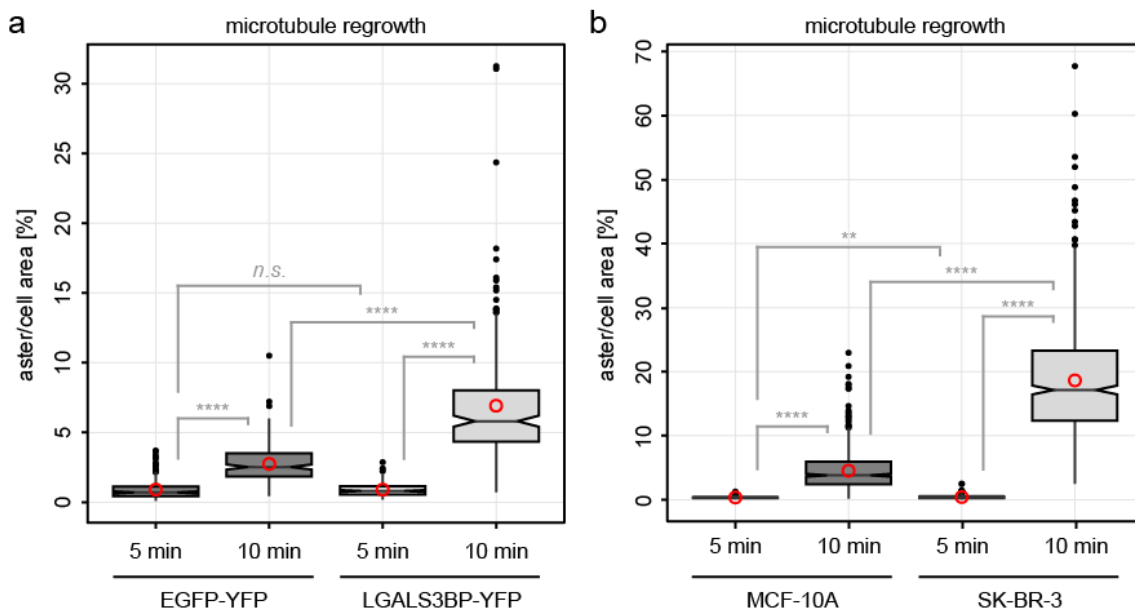 a
microtubule regrowth
aster/cell area [%]
30
25
20
15
10
5
0
n.s.
****
****
****
5 min 10 min 5 min 10 min
EGFP-YFP LGALS3BP-YFP
b
microtubule regrowth
aster/cell area [%]
70
60
50
40
30
20
10
0
**
****
****
****
5 min 10 min 5 min 10 min
MCF-10A SK-BR-3